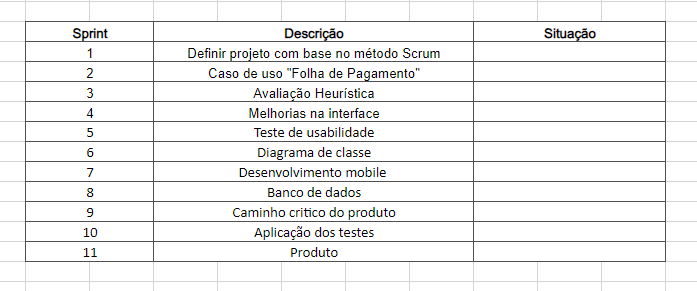 Sprint Descrição Situação
1 Definir projeto com base no método Scrum
2 Caso de uso "Folha de Pagamento"
3 Avaliação Heurística
4 Melhorias na interface
5 Teste de usabilidade
6 Diagrama de classe
7 Desenvolvimento mobile
8 Banco de dados
9 Caminho critico do produto
10 Aplicação dos testes
11 Produto